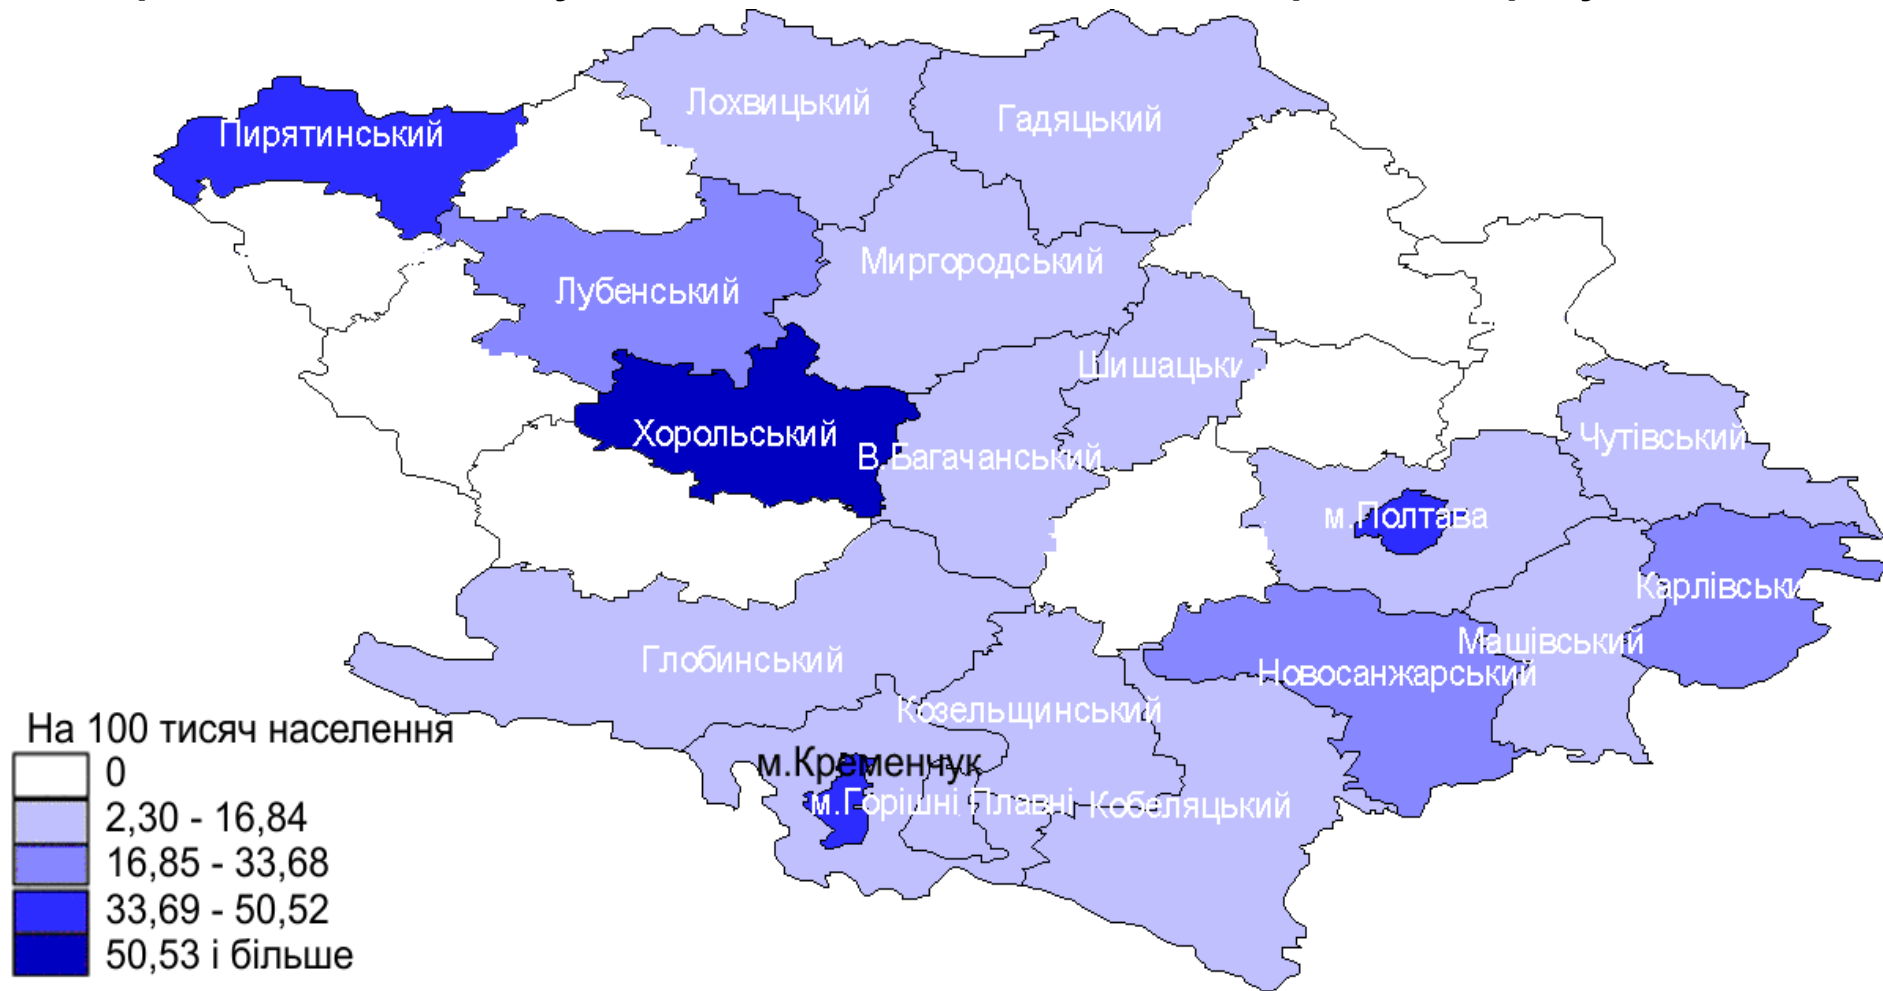 Лохвицький
Гадяцький
Пирятинський
Миргородський
Лубенський
Шишацьки
Хорольський
В.Багачанський
Чутівський
м.Полтава
Карлівськи
Машівський
Глобинський
Новосанжарський
Козельщинський
м.Кременчук
м.Горішні Плавні
Кобеляцький
На 100 тисяч населення
0
2,30 - 16,84
16,85 - 33,68
33,69 - 50,52
50,53 і більше